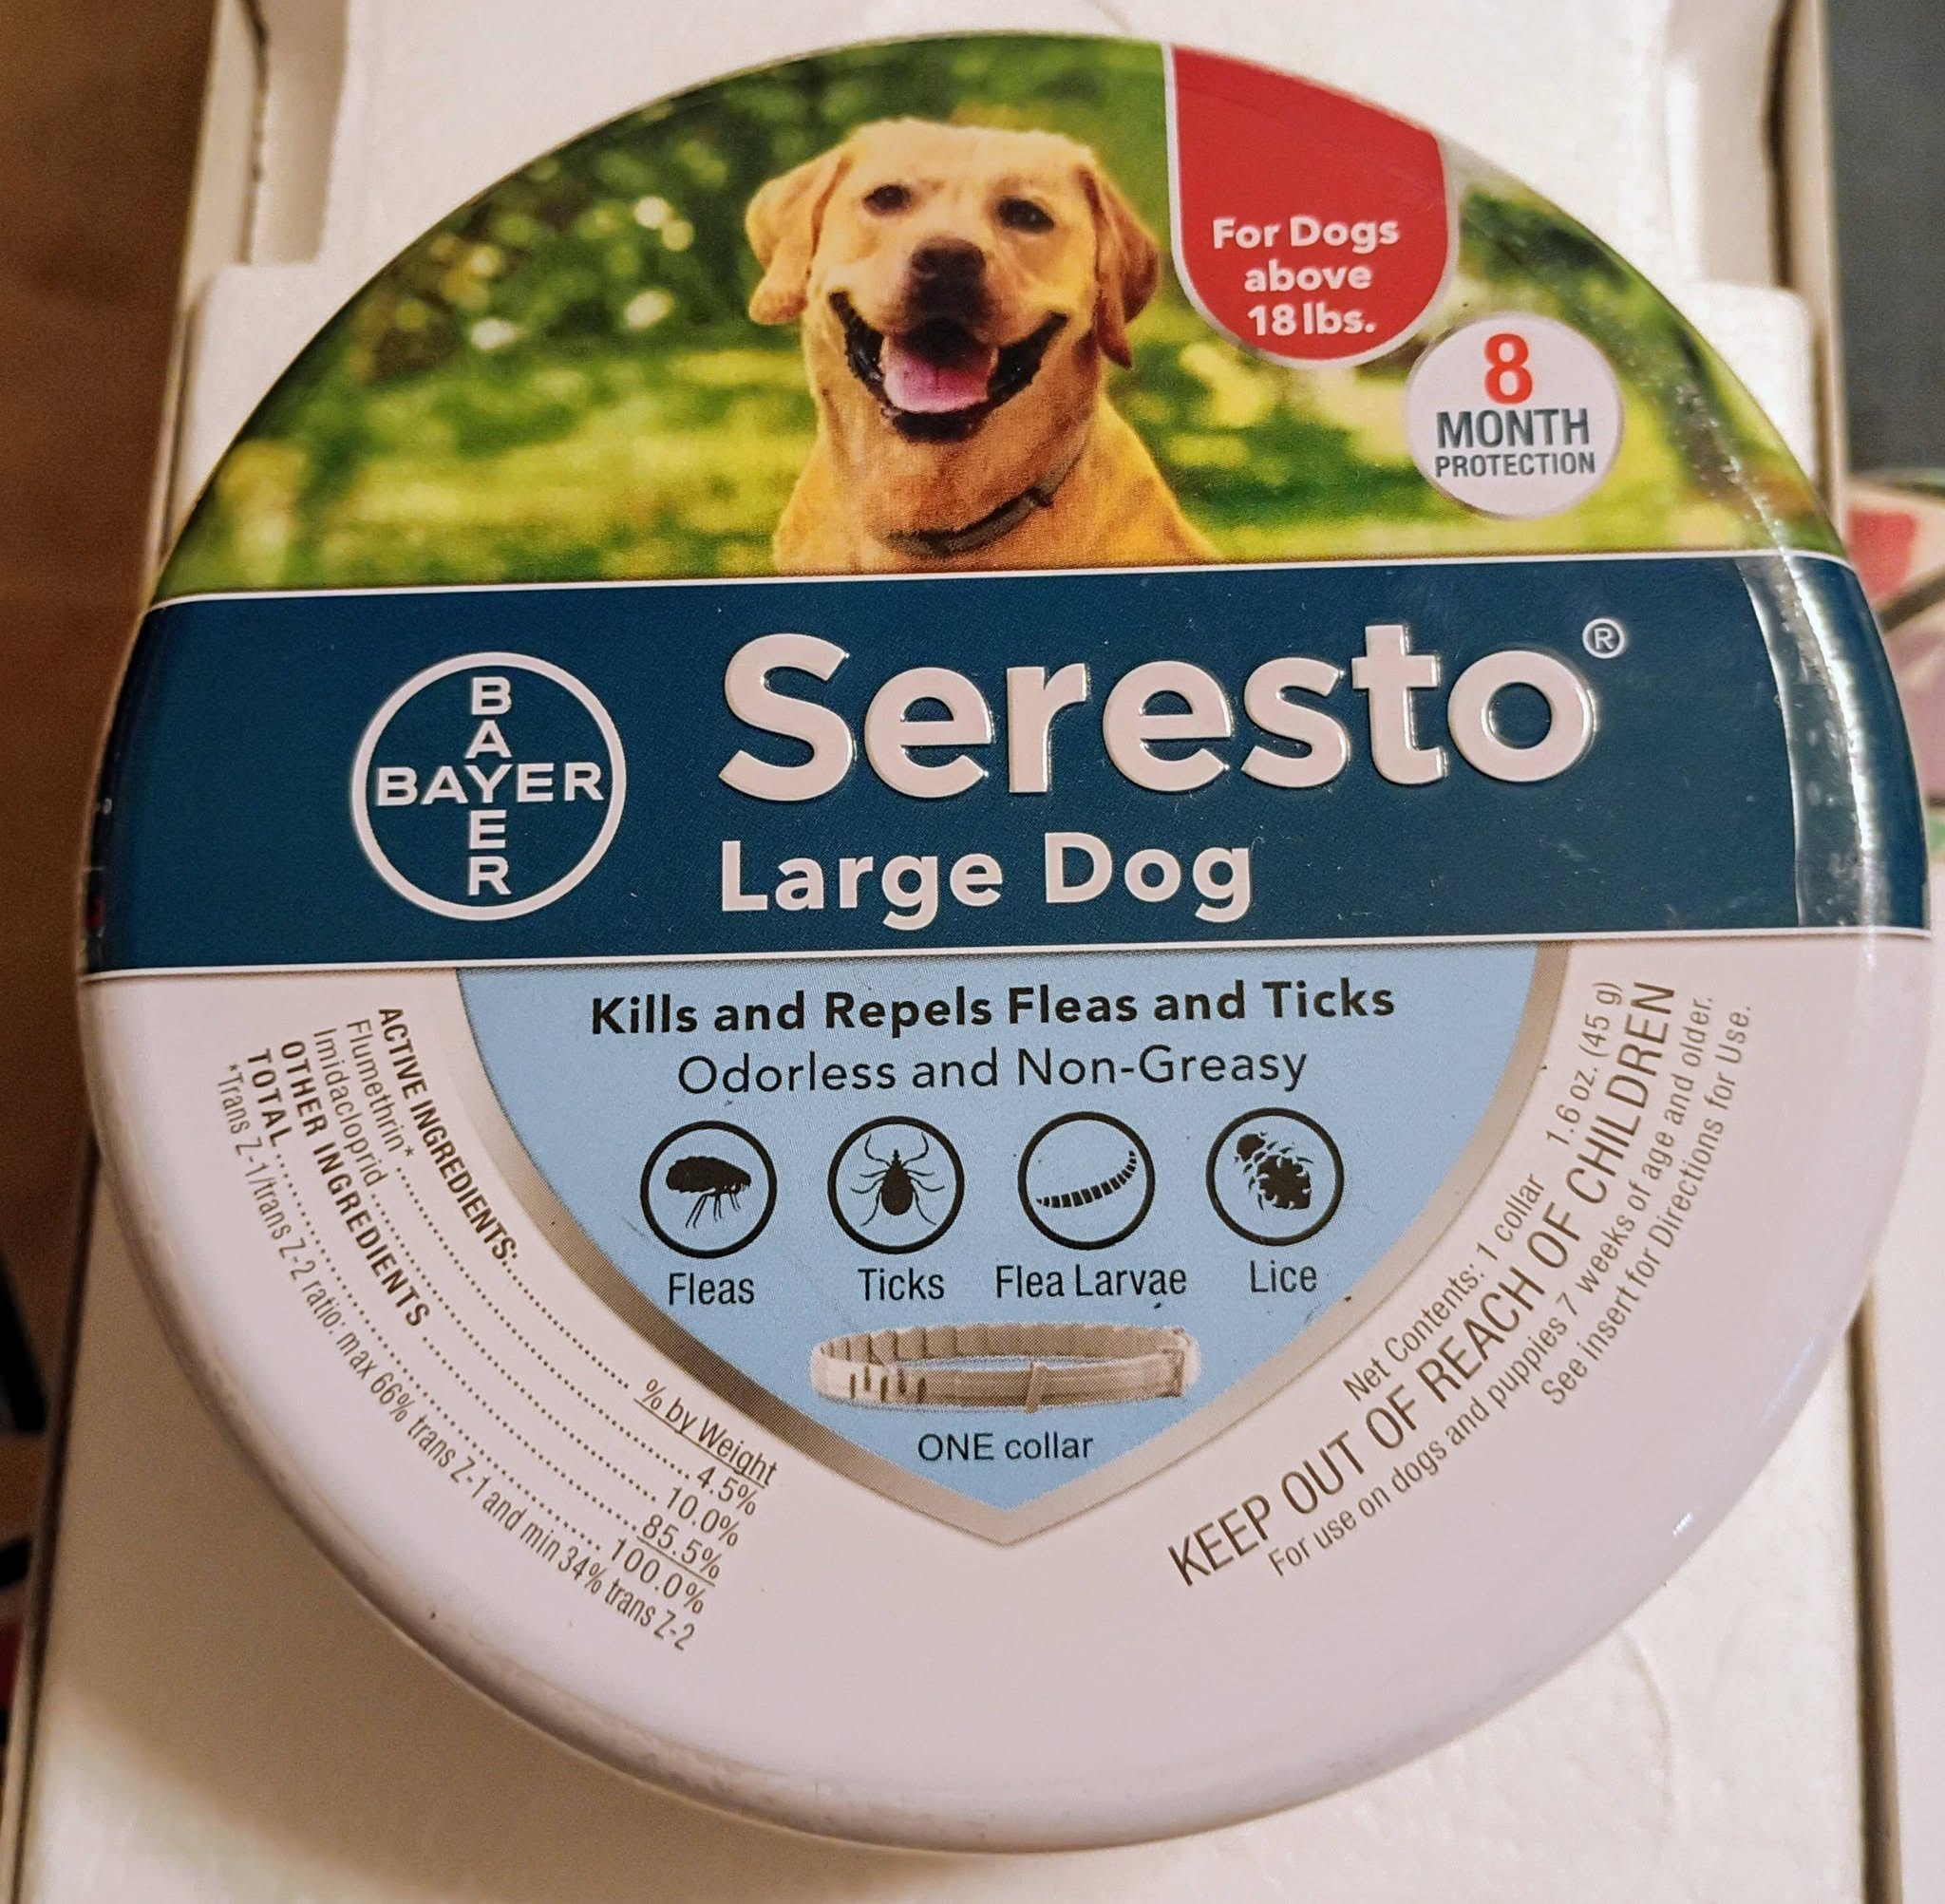 For Dogs
above
18 lbs.
8
MONTH
PROTECTION
BAYER
BAYER
Seresto®
Large Dog
Kills and Repels Fleas and Ticks
Odorless and Non-Greasy
Fleas
Ticks
Flea Larvae
Lice
ONE collar
ACTIVE INGREDIENTS: % by Weight
Flumethrin* 4.5%
Imidacloprid 10.0%
OTHER INGREDIENTS 85.5%
TOTAL 100.0%
*Trans Z-1/trans Z-2 ratio: max 66% trans Z-1 and min 34% trans Z-2
Net Contents: 1 collar 1.6 oz. (45 g)
KEEP OUT OF REACH OF CHILDREN
For use on dogs and puppies 7 weeks of age and older.
See insert for Directions for Use.